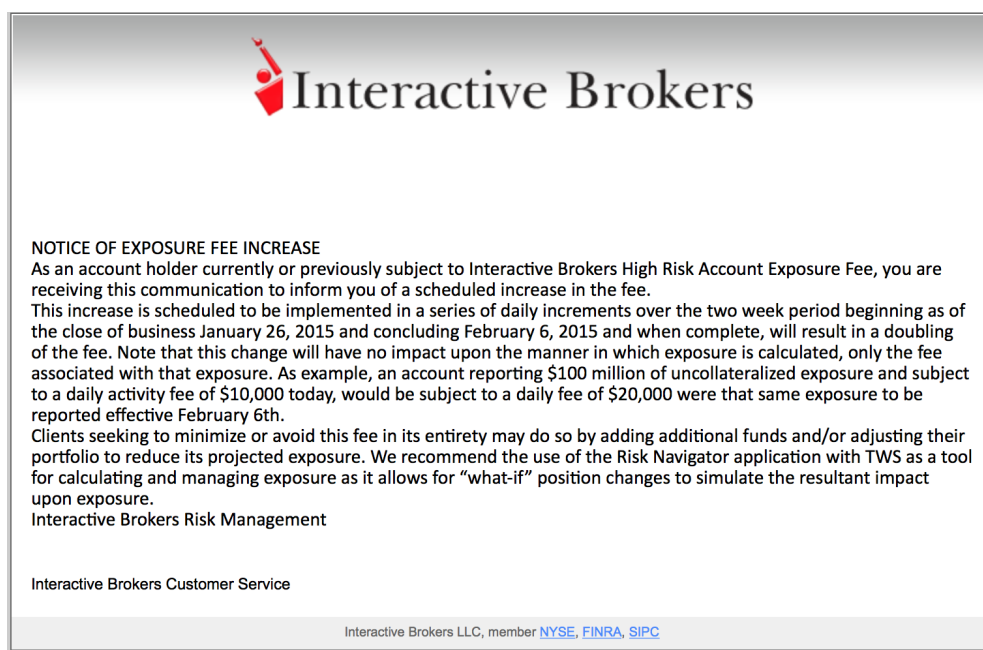 Interactive Brokers
NOTICE OF EXPOSURE FEE INCREASE
As an account holder currently or previously subject to Interactive Brokers High Risk Account Exposure Fee, you are
receiving this communication to inform you of a scheduled increase in the fee.
This increase is scheduled to be implemented in a series of daily increments over the two week period beginning as of
the close of business January 26, 2015 and concluding February 6, 2015 and when complete, will result in a doubling
of the fee. Note that this change will have no impact upon the manner in which exposure is calculated, only the fee
associated with that exposure. As example, an account reporting $100 million of uncollateralized exposure and subject
to a daily activity fee of $10,000 today, would be subject to a daily fee of $20,000 were that same exposure to be
reported effective February 6th.
Clients seeking to minimize or avoid this fee in its entirety may do so by adding additional funds and/or adjusting their
portfolio to reduce its projected exposure. We recommend the use of the Risk Navigator application with TWS as a tool
for calculating and managing exposure as it allows for “what-if” position changes to simulate the resultant impact
upon exposure.
Interactive Brokers Risk Management
Interactive Brokers Customer Service
Interactive Brokers LLC, member NYSE, FINRA, SIPC